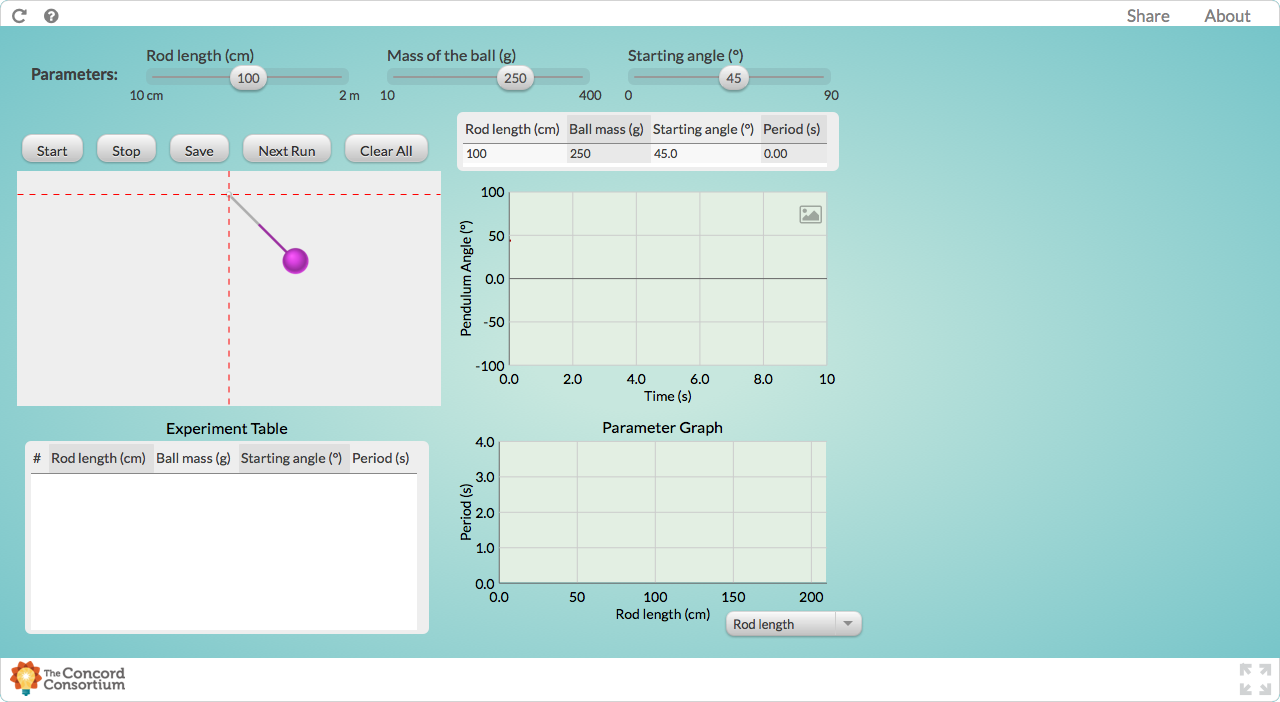 Share About
Parameters:
Rod length (cm)
100
10 cm 2 m
Mass of the ball (g)
250
10 400
Starting angle (º)
45
0 90
Start Stop Save Next Run Clear All
Rod length (cm) Ball mass (g) Starting angle (º) Period (s)
100 250 45.0 0.00
Pendulum Angle (º)
100
50
0.0
-50
-100
0.0 2.0 4.0 6.0 8.0 10
Time (s)
Experiment Table
# Rod length (cm) Ball mass (g) Starting angle (º) Period (s)
Parameter Graph
Period (s)
4.0
3.0
2.0
1.0
0.0
0.0 50 100 150 200
Rod length (cm)
Rod length
The Concord
Consortium